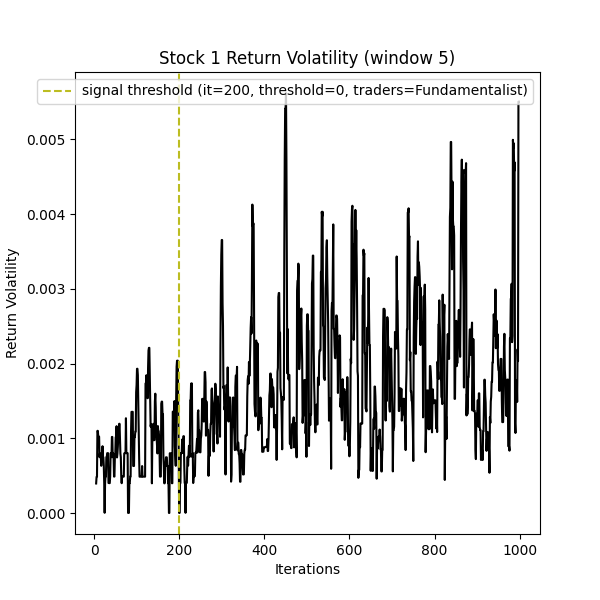 Stock 1 Return Volatility (window 5)
signal threshold (it=200, threshold=0, traders=Fundamentalist)
0.005
0.004
0.003
0.002
0.001
0.000
Return Volatility
0 200 400 600 800 1000
Iterations